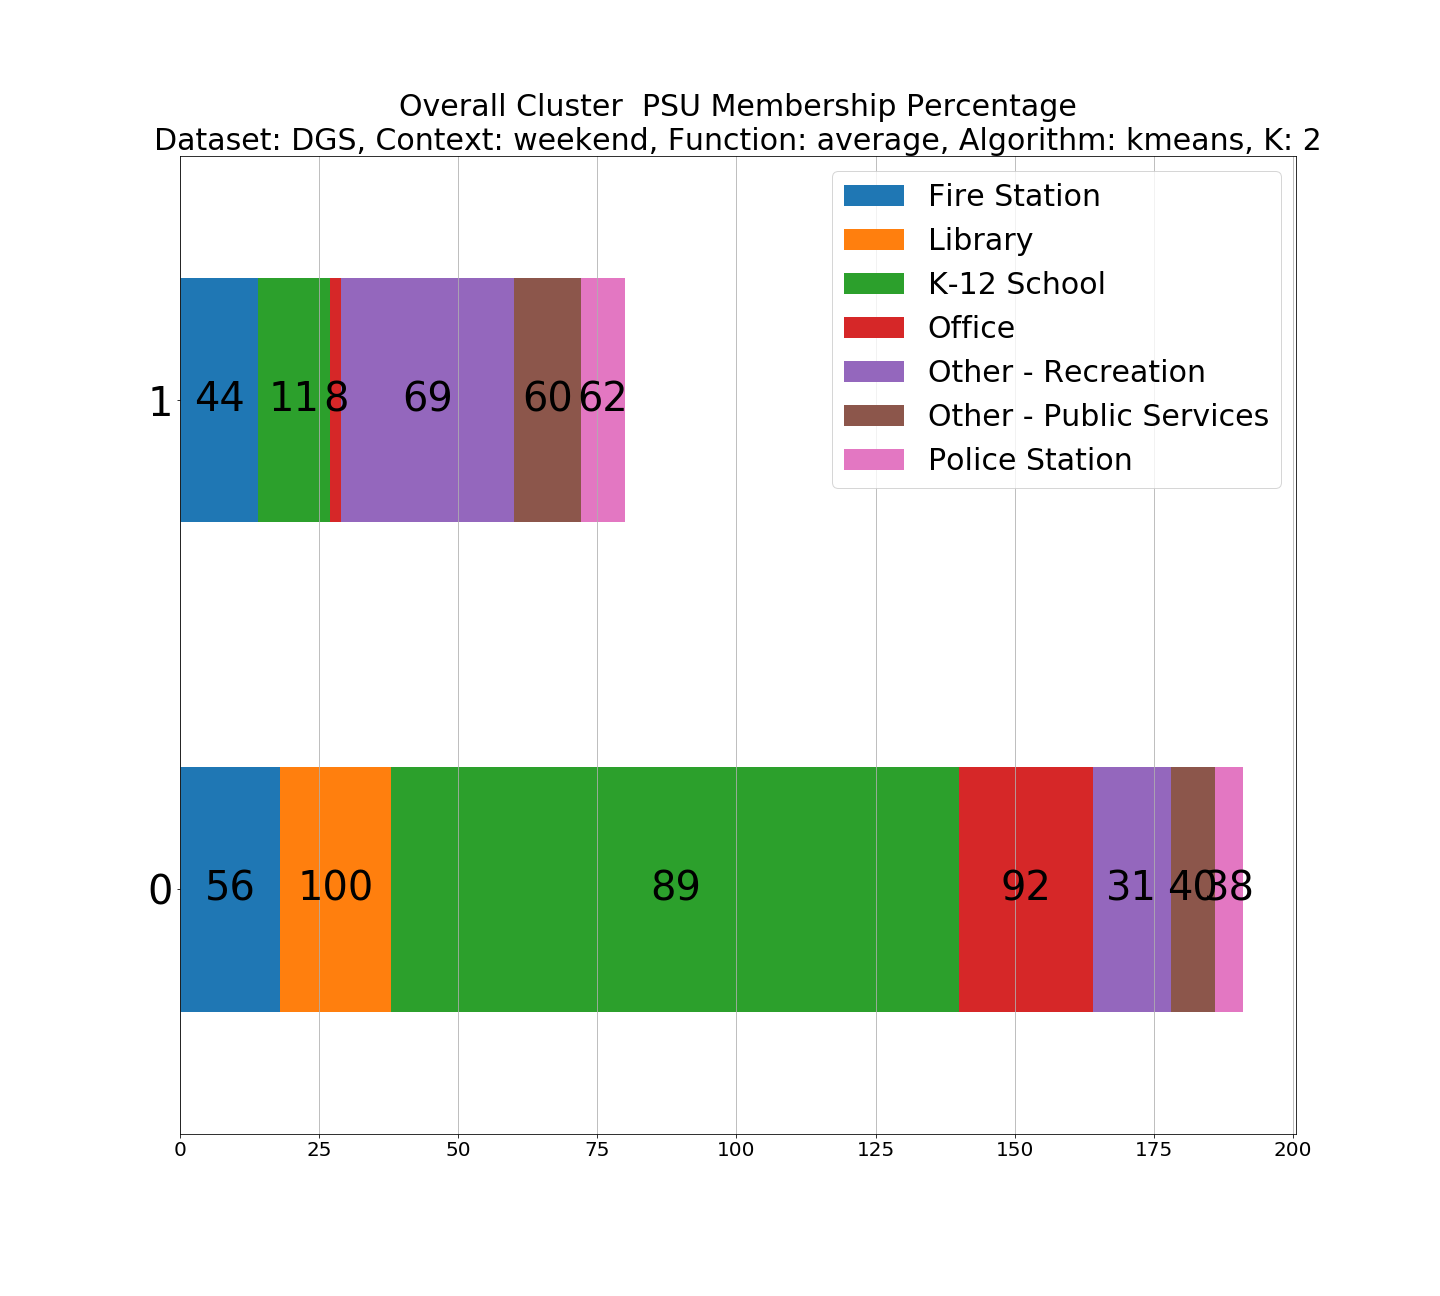 Overall Cluster  PSU Membership Percentage
Dataset: DGS, Context: weekend, Function: average, Algorithm: kmeans, K: 2
Fire Station
Library
K-12 School
Office
Other - Recreation
Other - Public Services
Police Station
1
44 11 8 69 60 62
0
56 100 89 92 31 40 38
0 25 50 75 100 125 150 175 200